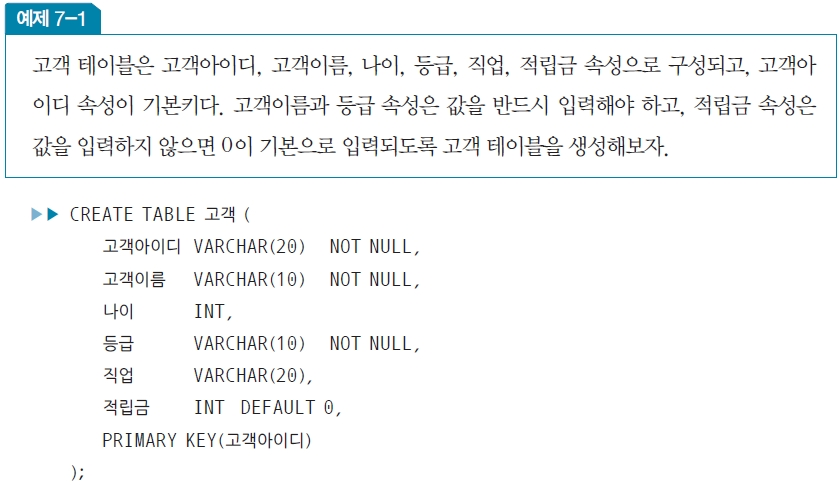 예제 7-1
고객 테이블은 고객아이디, 고객이름, 나이, 등급, 직업, 적립금 속성으로 구성되고, 고객아
이디 속성이 기본키다. 고객이름과 등급 속성은 값을 반드시 입력해야 하고, 적립금 속성은
값을 입력하지 않으면 0이 기본으로 입력되도록 고객 테이블을 생성해보자.
▶▶ CREATE TABLE 고객 (
고객아이디 VARCHAR(20) NOT NULL,
고객이름 VARCHAR(10) NOT NULL,
나이 INT,
등급 VARCHAR(10) NOT NULL,
직업 VARCHAR(20),
적립금 INT DEFAULT 0,
PRIMARY KEY(고객아이디)
);